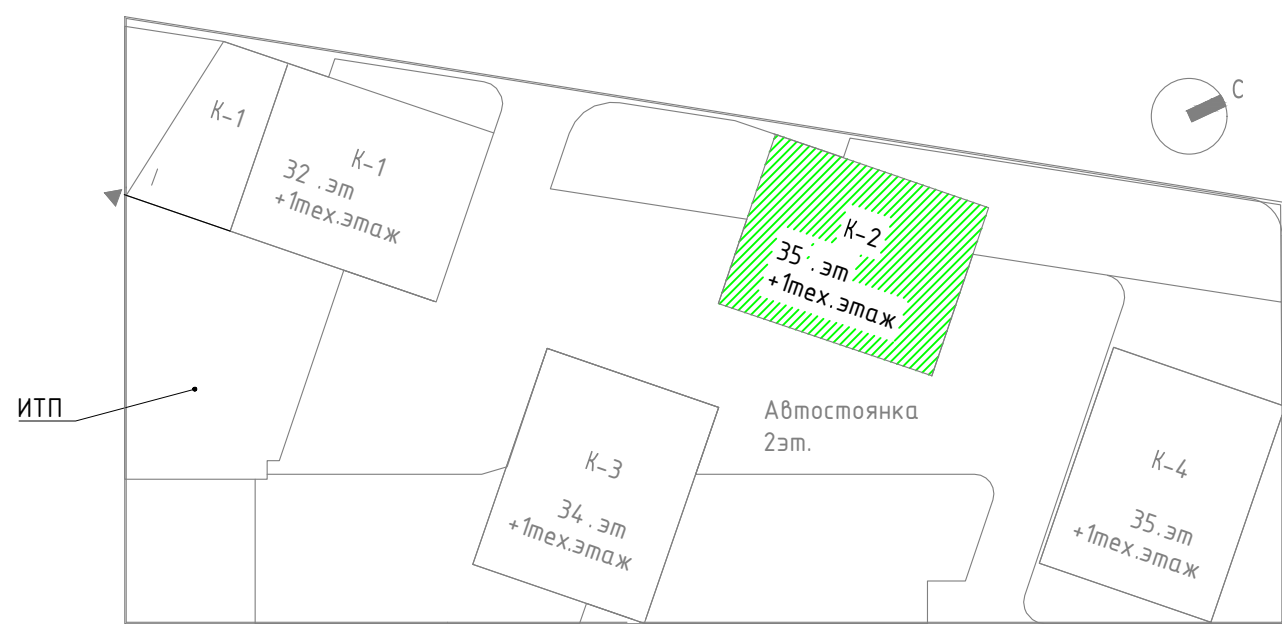 С
К-1
К-1
32 .эт
+1тех.этаж
К-2
35 .эт
+1тех.этаж
ИТП
Автостоянка
2эт.
К-3
34 .эт
+1тех.этаж
К-4
35.эт
+1тех.этаж